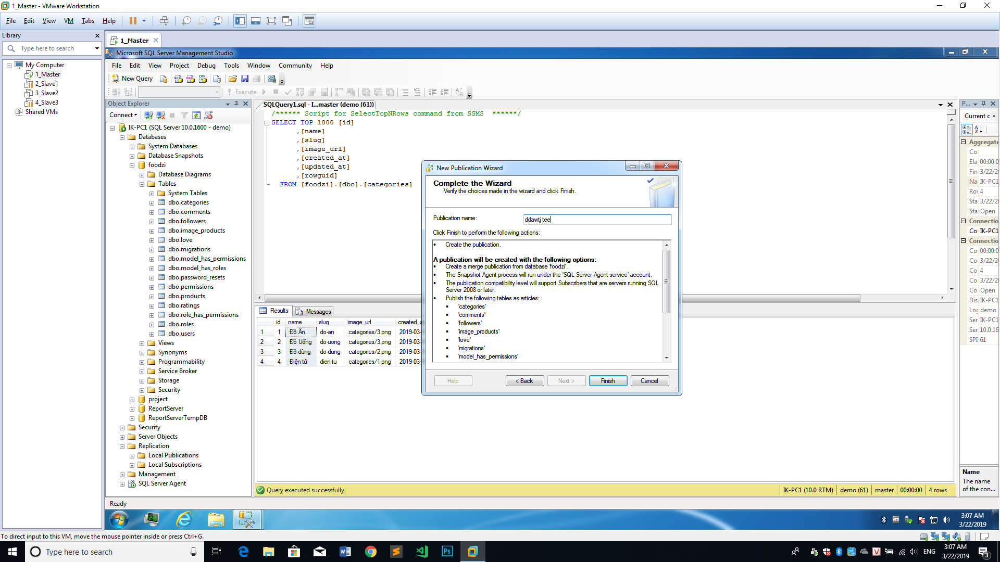 1_Master - VMware Workstation
File Edit View VM Tabs Help
Library
Type here to search
My Computer
1_Master
2_Slave1
3_Slave2
4_Slave3
Shared VMs
1_Master
Microsoft SQL Server Management Studio
File Edit View Project Debug Tools Window Community Help
New Query
Execute
Object Explorer
Connect
IK-PC1 (SQL Server 10.0.1600 - demo)
Databases
System Databases
Database Snapshots
foodzi
Database Diagrams
Tables
System Tables
dbo.categories
dbo.comments
dbo.followers
dbo.image_products
dbo.love
dbo.migrations
dbo.model_has_permissions
dbo.model_has_roles
dbo.password_resets
dbo.permissions
dbo.products
dbo.ratings
dbo.role_has_permissions
dbo.roles
dbo.users
Views
Synonyms
Programmability
Service Broker
Storage
Security
project
ReportServer
ReportServerTempDB
Security
Server Objects
Replication
Local Publications
Local Subscriptions
Management
SQL Server Agent
SQLQuery1.sql - I...master (demo (61))
/****** Script for SelectTopNRows command from SSMS ******/
SELECT TOP 1000 [id]
,[name]
,[slug]
,[image_url]
,[created_at]
,[updated_at]
,[rowguid]
FROM [foodzi].[dbo].[categories]
New Publication Wizard
Complete the Wizard
Verify the choices made in the wizard and click Finish.
Publication name: ddawtj tee
Click Finish to perform the following actions:
• Create the publication.
A publication will be created with the following options:
• Create a merge publication from database 'foodzi'.
• The Snapshot Agent process will run under the 'SQL Server Agent service' account.
• The publication compatibility level will support Subscribers that are servers running SQL
Server 2008 or later.
• Publish the following tables as articles:
• 'categories'
• 'comments'
• 'followers'
• 'image_products'
• 'love'
• 'migrations'
• 'model_has_permissions'
Help < Back Next > Finish Cancel
Results Messages
id name slug image_url created_a
1 1 Đồ Ăn do-an categories/3.png 2019-03-
2 2 Đồ Uống do-uong categories/3.png 2019-03-
3 3 Đồ dùng do-dung categories/2.png 2019-03-
4 4 Điện tử dien-tu categories/1.png 2019-03-
Query executed successfully.
IK-PC1 (10.0 RTM) demo (61) master 00:00:00 4 rows
P...
Current c
Aggregate
Co
Ela 00:00:0
Fin 3/22/2
Na IK-PC1
Ro 4
Sta 3/22/2
Sta Open
Connectio
Co IK-PC1
Connectio
Co 00:00:0
Co 3/22/2
Co 4
Co 3/22/2
Co Open
Dis IK-PC1
Log demo
Ser IK-PC1
Ser 10.0.16
SPI 61
Name
The name
of the con...
Ready
3:07 AM
3/22/2019
To direct input to this VM, move the mouse pointer inside or press Ctrl+G.
Type here to search
ENG
3:07 AM
3/22/2019
3